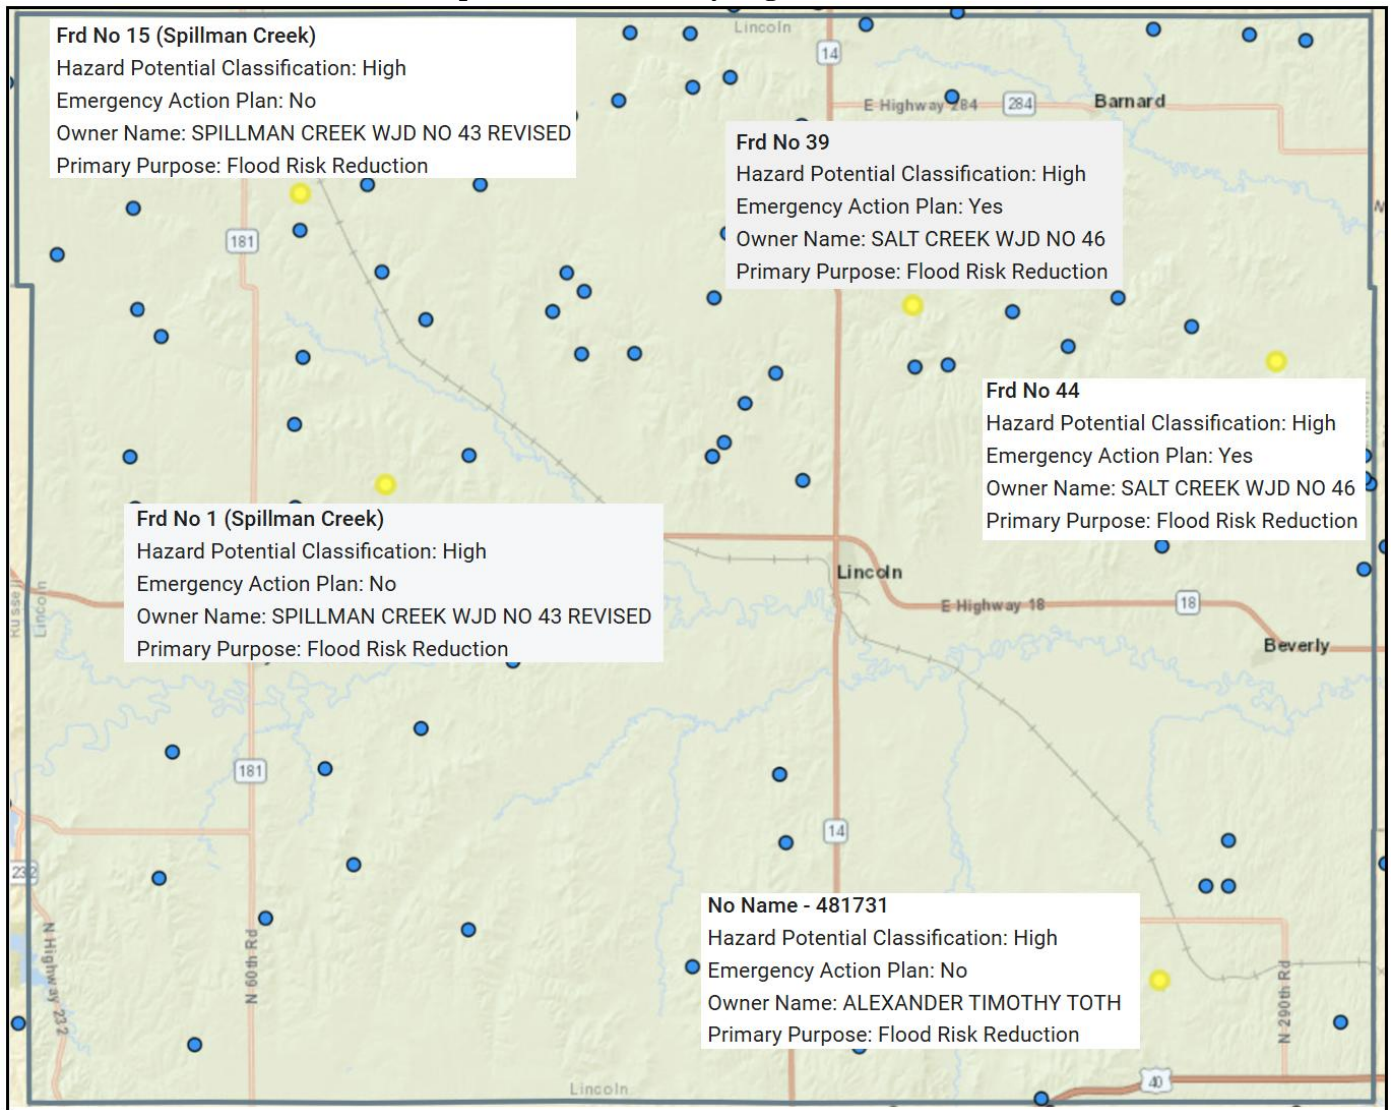 Frd No 15 (Spillman Creek)
Hazard Potential Classification: High
Emergency Action Plan: No
Owner Name: SPILLMAN CREEK WJD NO 43 REVISED
Primary Purpose: Flood Risk Reduction
Lincoln
14
E Highway 284
284
Barnard
Frd No 39
Hazard Potential Classification: High
Emergency Action Plan: Yes
Owner Name: SALT CREEK WJD NO 46
Primary Purpose: Flood Risk Reduction
181
Frd No 44
Hazard Potential Classification: High
Emergency Action Plan: Yes
Owner Name: SALT CREEK WJD NO 46
Primary Purpose: Flood Risk Reduction
Frd No 1 (Spillman Creek)
Hazard Potential Classification: High
Emergency Action Plan: No
Owner Name: SPILLMAN CREEK WJD NO 43 REVISED
Primary Purpose: Flood Risk Reduction
Russell
Lincoln
Lincoln
E Highway 18
18
Beverly
181
14
232
N Highway 232
N 60th Rd
No Name - 481731
Hazard Potential Classification: High
Emergency Action Plan: No
Owner Name: ALEXANDER TIMOTHY TOTH
Primary Purpose: Flood Risk Reduction
N 290th Rd
40
Lincoln